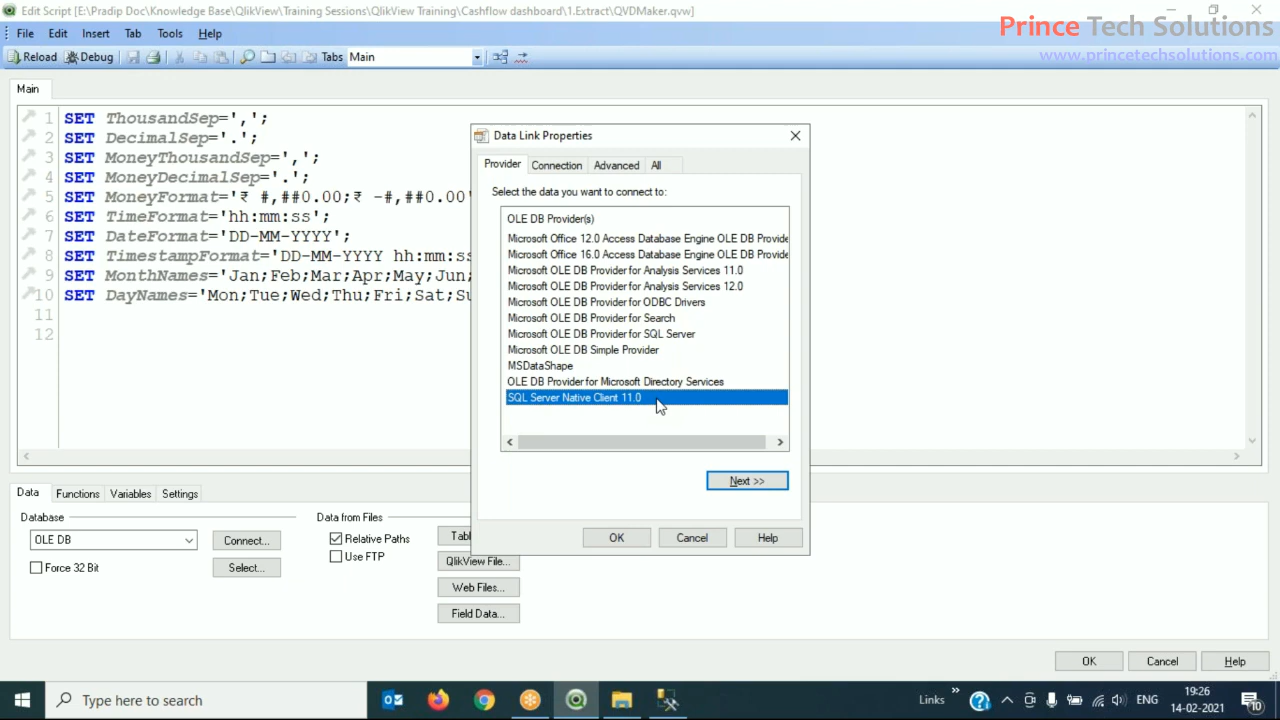 Edit Script [E:\Pradip Doc\Knowledge Base\QlikView\Training Sessions\QlikView Training\Cashflow dashboard\1.Extract\QVDMaker.qvw]
Prince Tech Solutions
www.princetechsolutions.com
File Edit Insert Tab Tools Help
Reload Debug Tabs Main
Main
1 SET ThousandSep=',';
2 SET DecimalSep='.';
3 SET MoneyThousandSep=',';
4 SET MoneyDecimalSep='.';
5 SET MoneyFormat='₹ #,##0.00;₹ -#,##0.00'
6 SET TimeFormat='hh:mm:ss';
7 SET DateFormat='DD-MM-YYYY';
8 SET TimestampFormat='DD-MM-YYYY hh:mm:ss
9 SET MonthNames='Jan;Feb;Mar;Apr;May;Jun;
10 SET DayNames='Mon;Tue;Wed;Thu;Fri;Sat;Su
11
12
Data Link Properties
Provider Connection Advanced All
Select the data you want to connect to:
OLE DB Provider(s)
Microsoft Office 12.0 Access Database Engine OLE DB Provide
Microsoft Office 16.0 Access Database Engine OLE DB Provide
Microsoft OLE DB Provider for Analysis Services 11.0
Microsoft OLE DB Provider for Analysis Services 12.0
Microsoft OLE DB Provider for ODBC Drivers
Microsoft OLE DB Provider for Search
Microsoft OLE DB Provider for SQL Server
Microsoft OLE DB Simple Provider
MSDataShape
OLE DB Provider for Microsoft Directory Services
SQL Server Native Client 11.0
Next >>
OK Cancel Help
Data Functions Variables Settings
Database
OLE DB
Connect...
Force 32 Bit
Select...
Data from Files
Relative Paths
Use FTP
Tabl
QlikView File...
Web Files...
Field Data...
OK Cancel Help
Type here to search
Links
ENG
19:26
14-02-2021
10